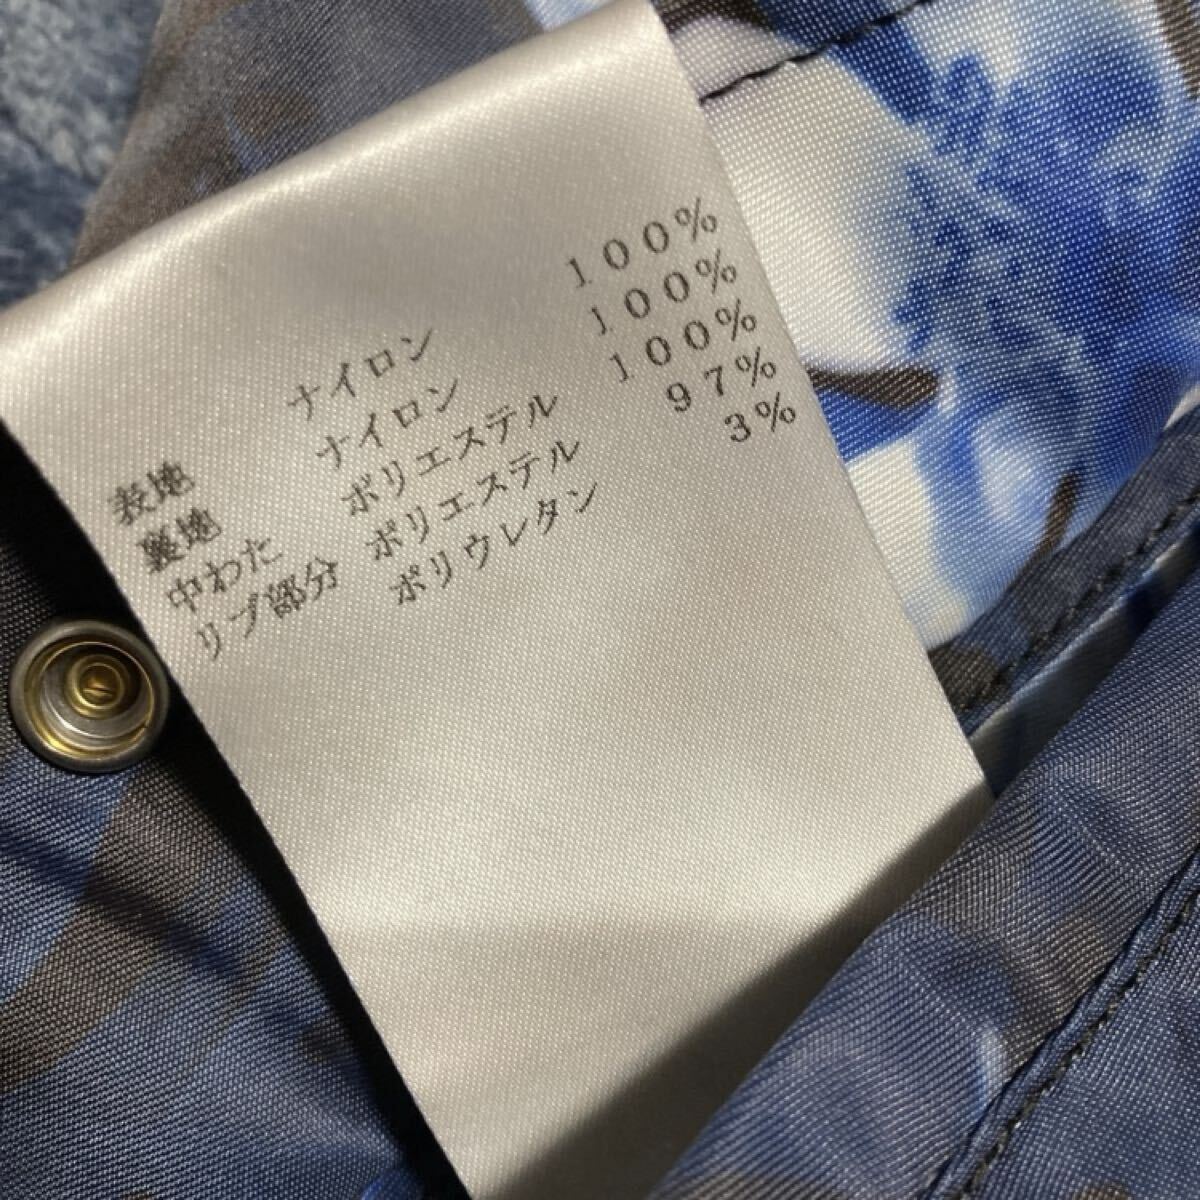 表地 ナイロン 100%
裏地 ナイロン 100%
中わた ポリエステル 100%
リブ部分 ポリエステル 97%
ポリウレタン 3%